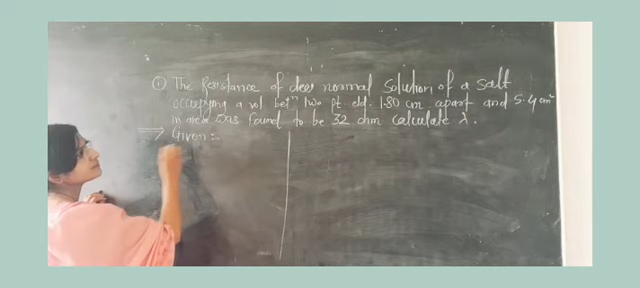 ① The Resistance of deci normal Solution of a Salt
occupying a vol betⁿ two pt. eld. 1.80 cm apart and 5.4 cm²
in area was found to be 32 ohm calculate λ.
⇒ Given:-